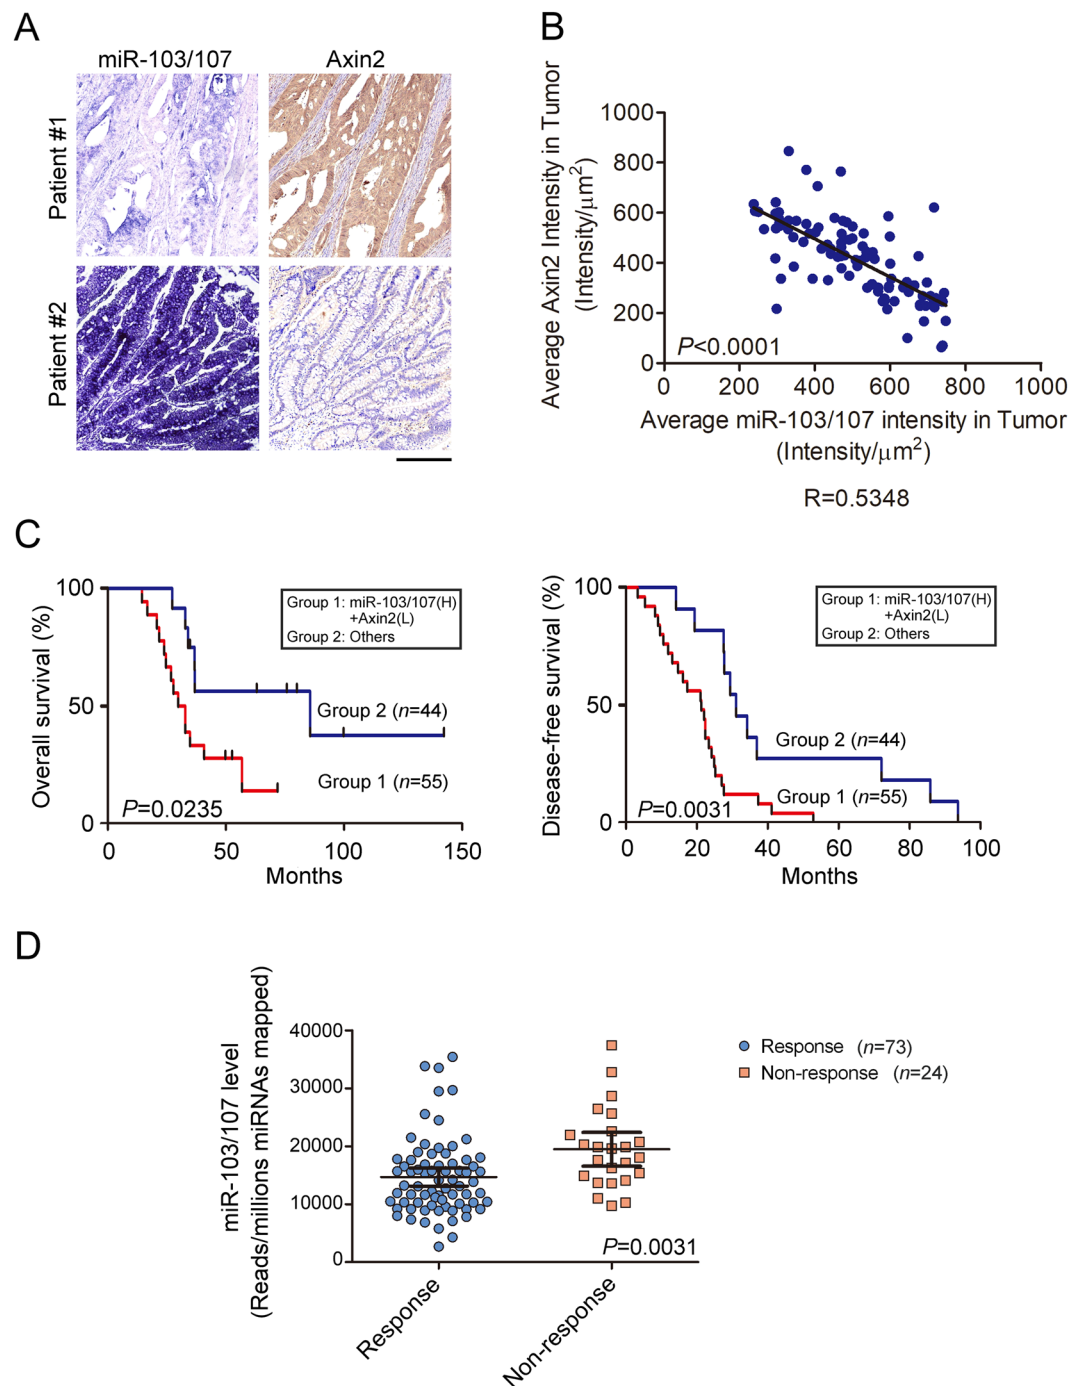 A
miR-103/107
Axin2
Patient #1
Patient #2
B
Average Axin2 Intensity in Tumor
(Intensity/μm2)
1000
800
600
400
200
0
P<0.0001
0
200
400
600
800
1000
Average miR-103/107 intensity in Tumor
(Intensity/μm2)
R=0.5348
C
Overall survival (%)
100
50
0
Group 1: miR-103/107(H)
+Axin2(L)
Group 2: Others
Group 2 (n=44)
Group 1 (n=55)
P=0.0235
0
50
100
150
Months
Disease-free survival (%)
100
50
0
Group 1: miR-103/107(H)
+Axin2(L)
Group 2: Others
Group 2 (n=44)
Group 1 (n=55)
P=0.0031
0
20
40
60
80
100
Months
D
miR-103/107 level
(Reads/millions miRNAs mapped)
40000
30000
20000
10000
0
Response (n=73)
Non-response (n=24)
P=0.0031
Response
Non-response